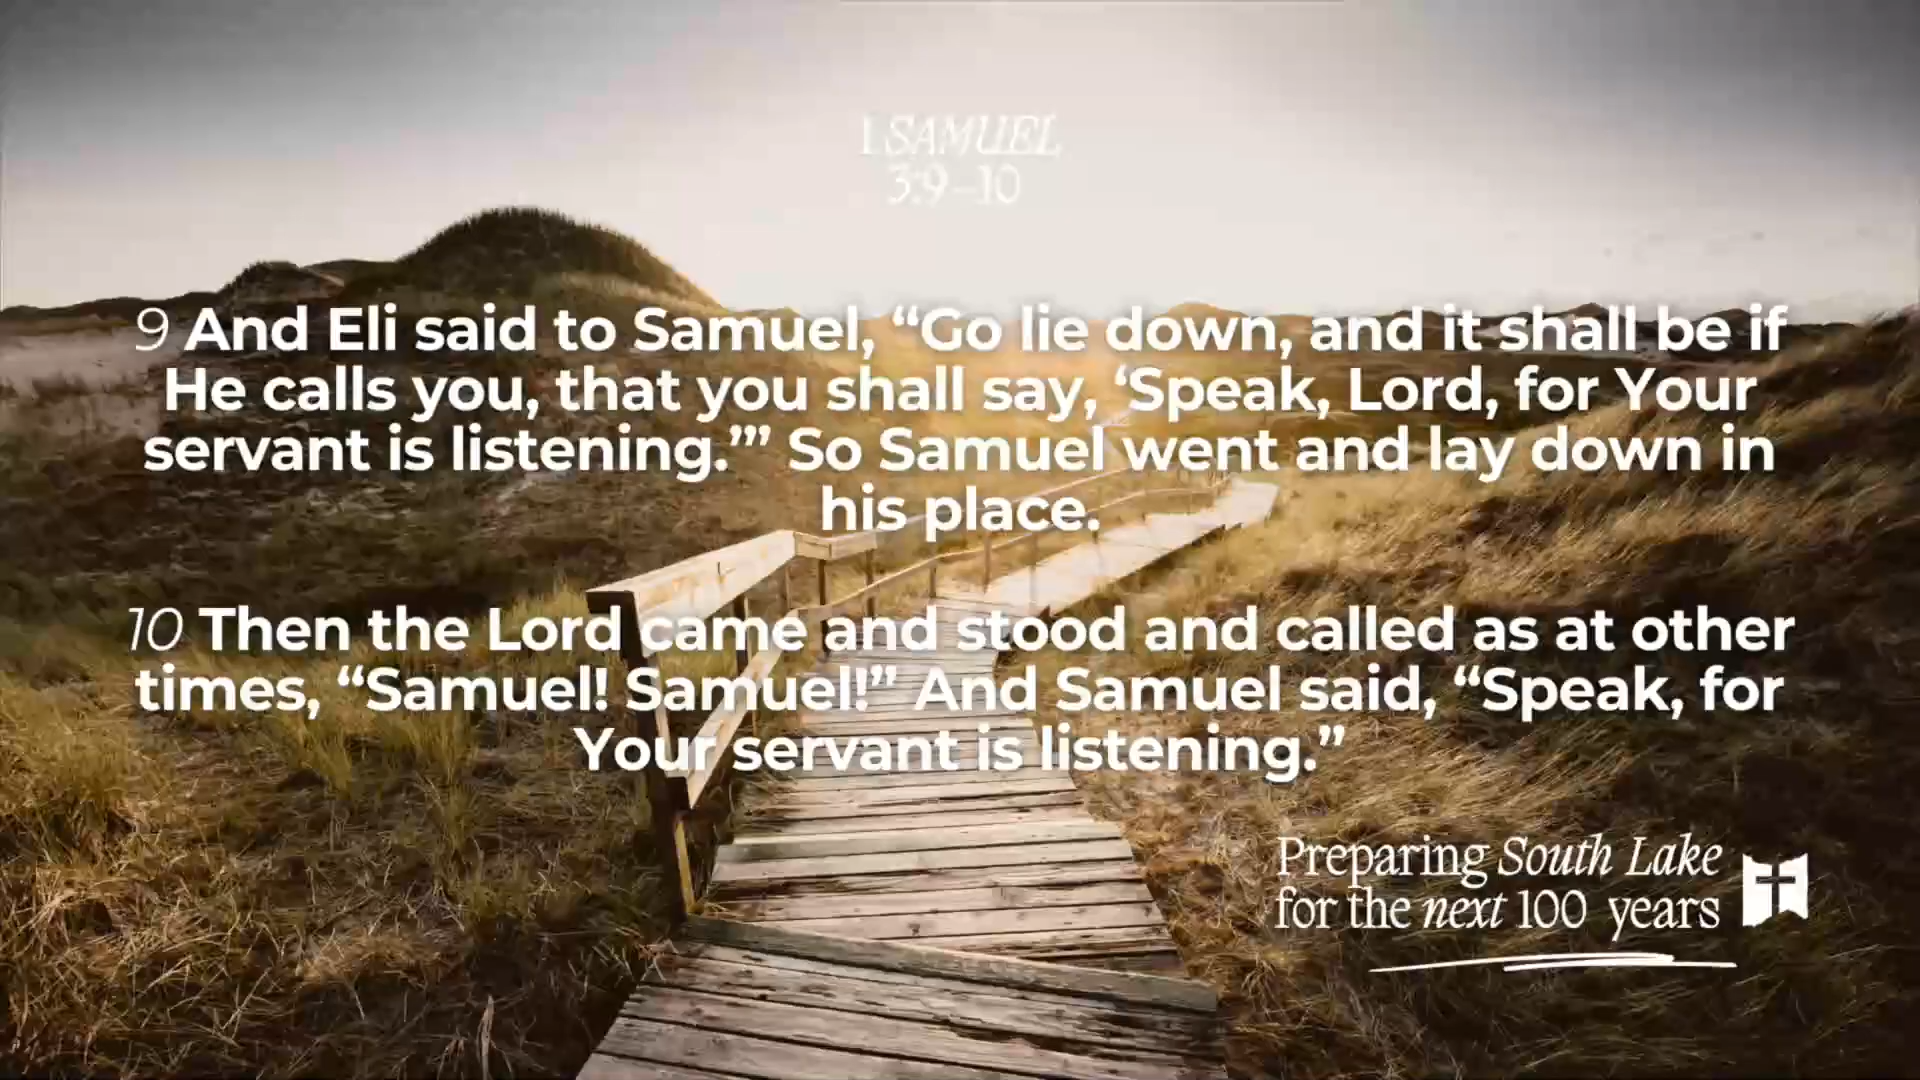 1 SAMUEL
3:9–10
9 And Eli said to Samuel, “Go lie down, and it shall be if
He calls you, that you shall say, ‘Speak, Lord, for Your
servant is listening.’” So Samuel went and lay down in
his place.
10 Then the Lord came and stood and called as at other
times, “Samuel! Samuel!” And Samuel said, “Speak, for
Your servant is listening.”
Preparing South Lake
for the next 100 years